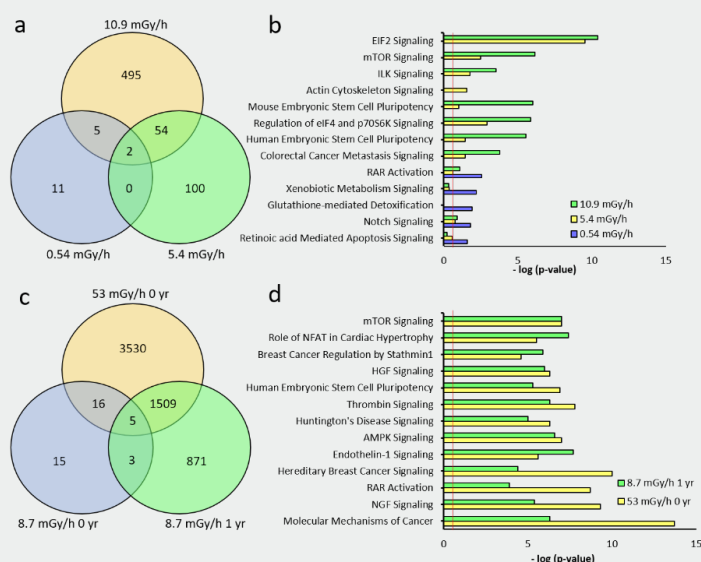 a
10.9 mGy/h
495
5
54
2
11
0
100
0.54 mGy/h
5.4 mGy/h
b
EIF2 Signaling
mTOR Signaling
ILK Signaling
Actin Cytoskeleton Signaling
Mouse Embryonic Stem Cell Pluripotency
Regulation of eIF4 and p70S6K Signaling
Human Embryonic Stem Cell Pluripotency
Colorectal Cancer Metastasis Signaling
RAR Activation
Xenobiotic Metabolism Signaling
Glutathione-mediated Detoxification
Notch Signaling
Retinoic acid Mediated Apoptosis Signaling
10.9 mGy/h
5.4 mGy/h
0.54 mGy/h
0 5 10 15
- log (p-value)
c
53 mGy/h 0 yr
3530
16
1509
5
15
3
871
8.7 mGy/h 0 yr
8.7 mGy/h 1 yr
d
mTOR Signaling
Role of NFAT in Cardiac Hypertrophy
Breast Cancer Regulation by Stathmin1
HGF Signaling
Human Embryonic Stem Cell Pluripotency
Thrombin Signaling
Huntington's Disease Signaling
AMPK Signaling
Endothelin-1 Signaling
Hereditary Breast Cancer Signaling
RAR Activation
NGF Signaling
Molecular Mechanisms of Cancer
8.7 mGy/h 1 yr
53 mGy/h 0 yr
0 5 10 15
- log (p-value)